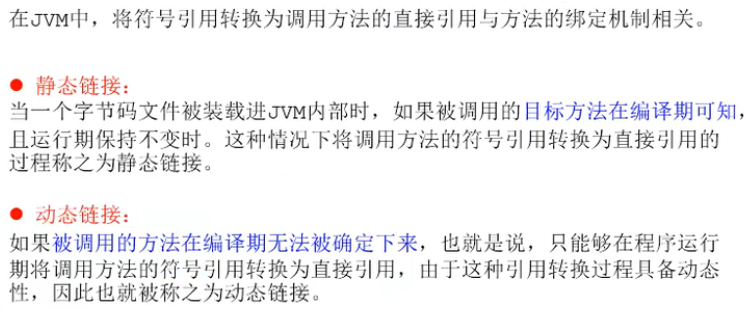 在JVM中，将符号引用转换为调用方法的直接引用与方法的绑定机制相关。
● 静态链接：
当一个字节码文件被装载进JVM内部时，如果被调用的目标方法在编译期可知，
且运行期保持不变时。这种情况下将调用方法的符号引用转换为直接引用的
过程称之为静态链接。
● 动态链接：
如果被调用的方法在编译期无法被确定下来，也就是说，只能够在程序运行
期将调用方法的符号引用转换为直接引用，由于这种引用转换过程具备动态
性，因此也就被称之为动态链接。